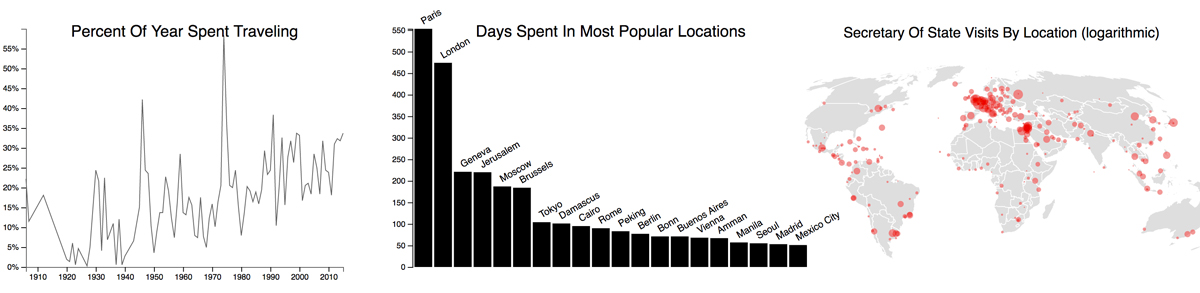 Percent Of Year Spent Traveling
55%
50%
45%
40%
35%
30%
25%
20%
15%
10%
5%
0%
1910 1920 1930 1940 1950 1960 1970 1980 1990 2000 2010
Days Spent In Most Popular Locations
550
500
450
400
350
300
250
200
150
100
50
0
Paris
London
Geneva
Jerusalem
Moscow
Brussels
Tokyo
Damascus
Cairo
Rome
Peking
Berlin
Bonn
Buenos Aires
Vienna
Amman
Manila
Seoul
Madrid
Mexico City
Secretary Of State Visits By Location (logarithmic)